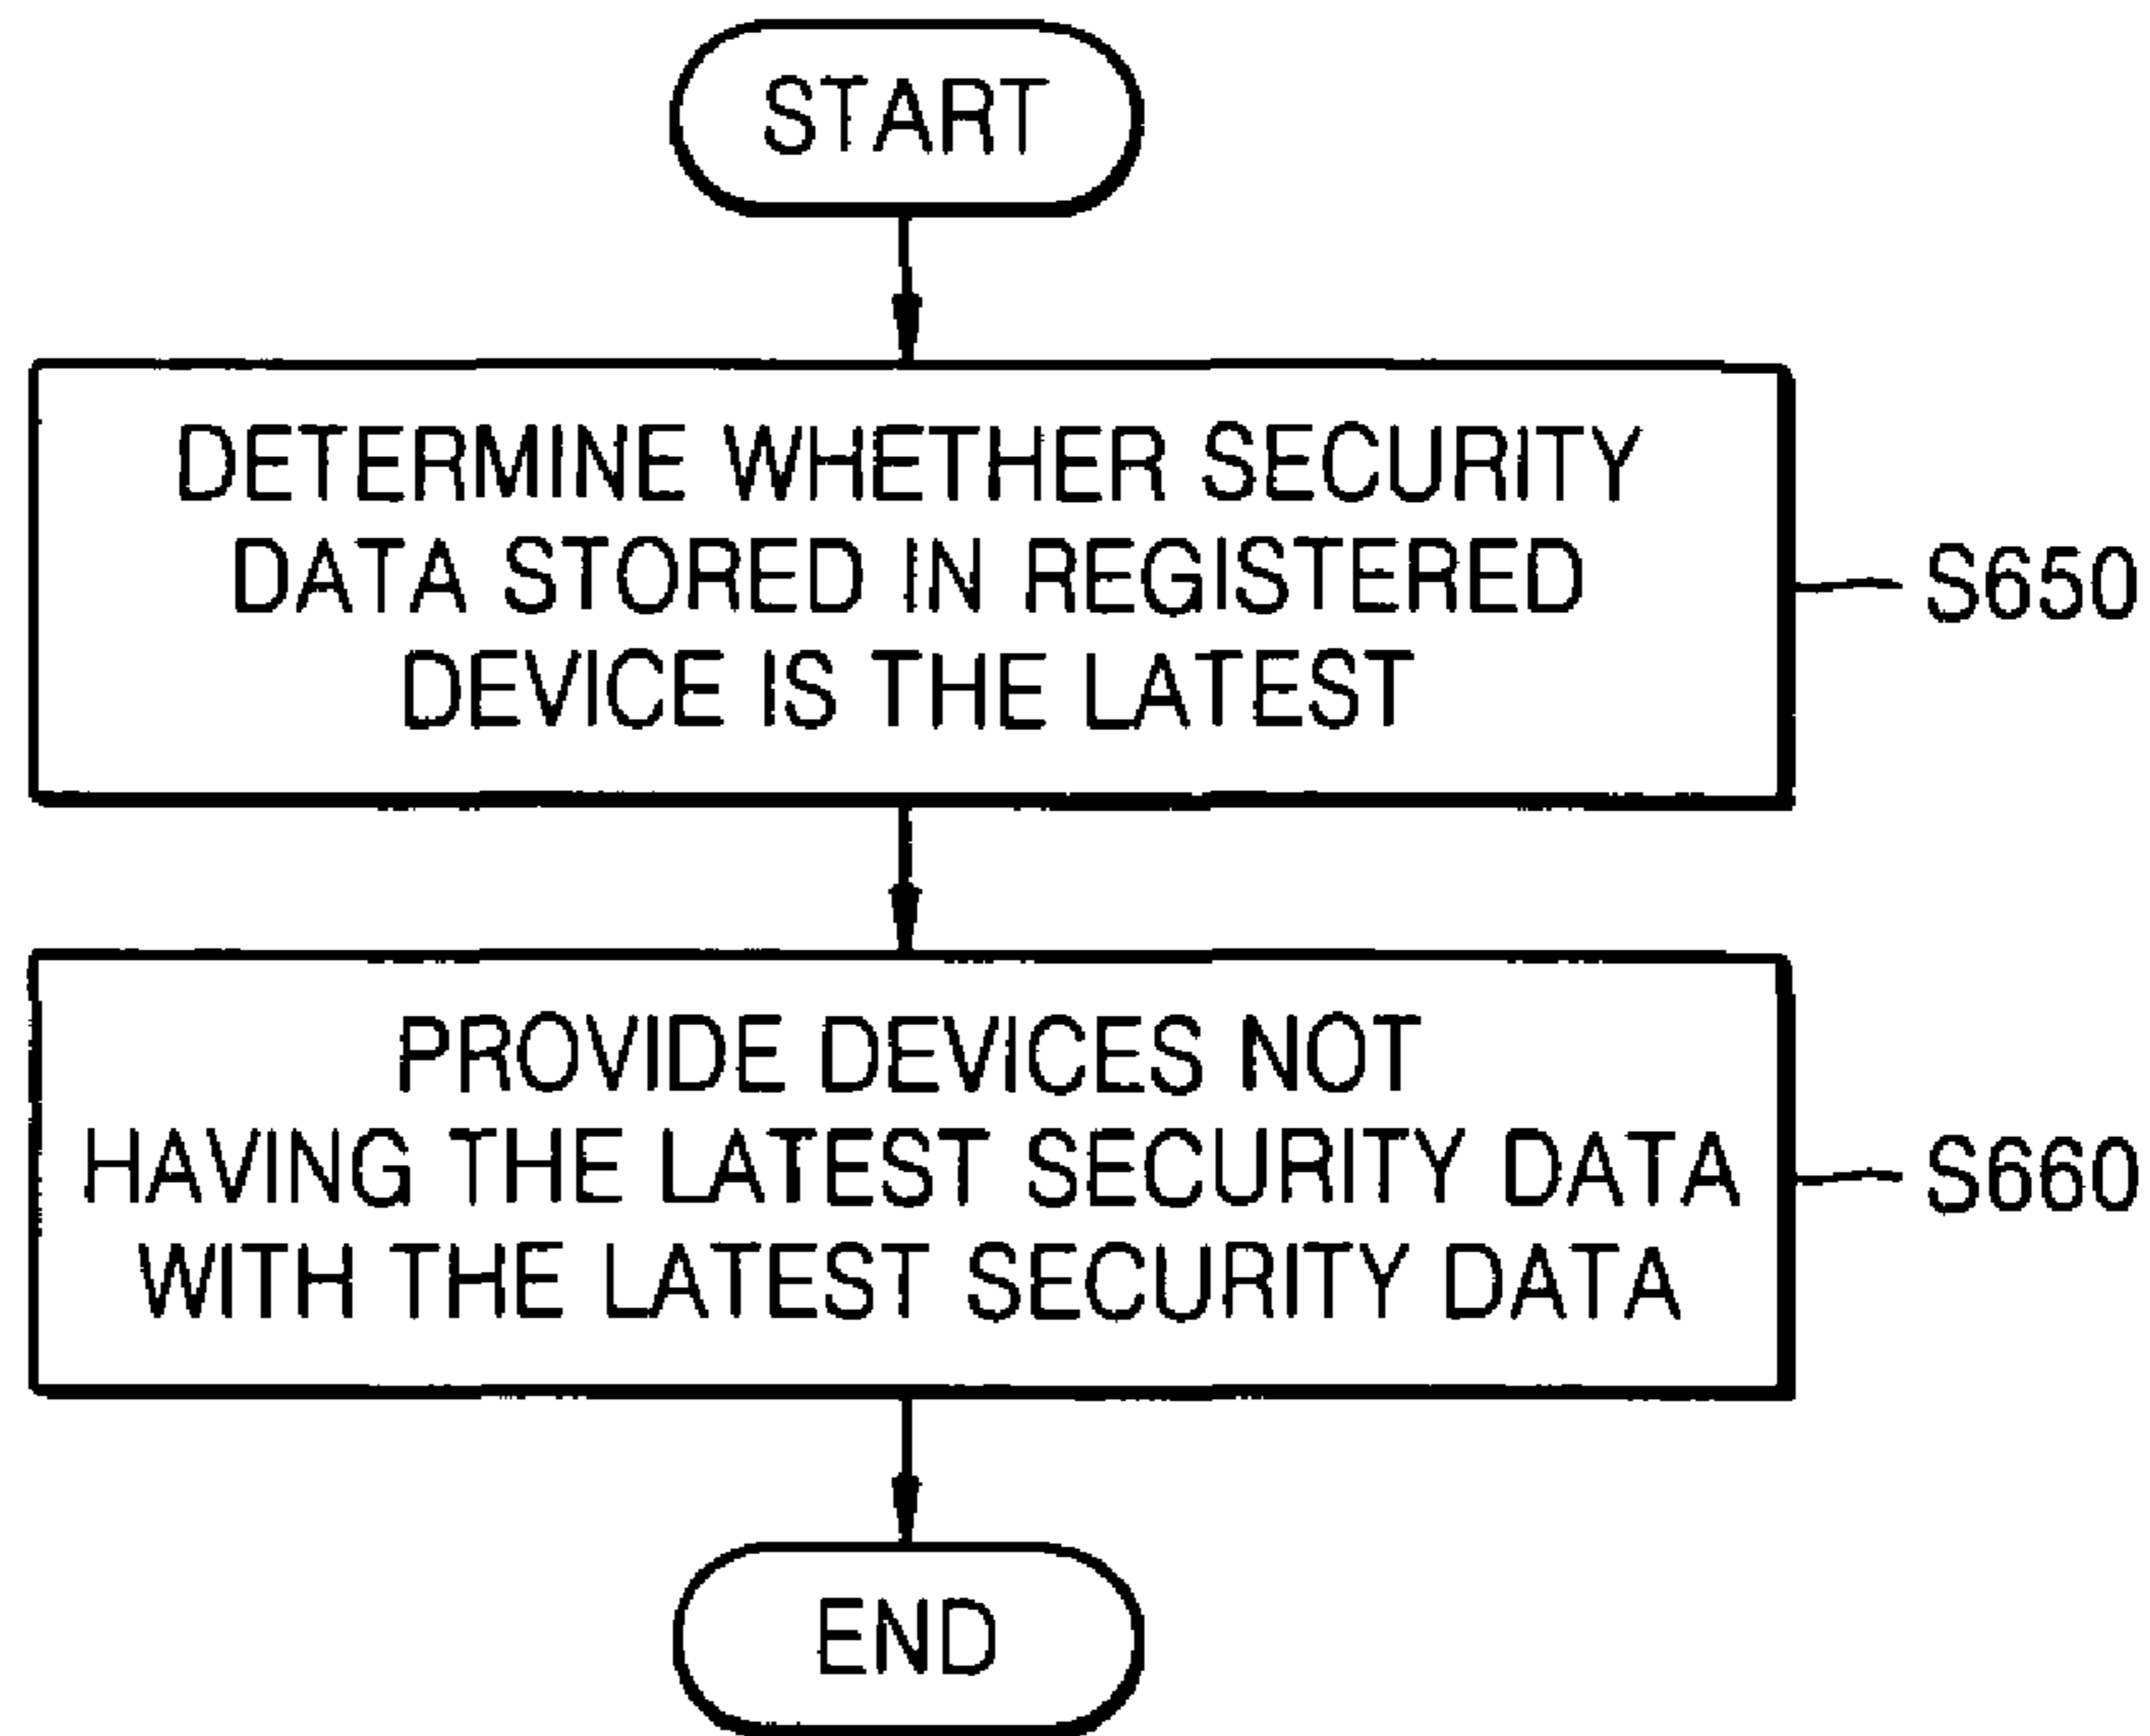 START
DETERMINE WHETHER SECURITY
DATA STORED IN REGISTERED
DEVICE IS THE LATEST
S650
PROVIDE DEVICES NOT
HAVING THE LATEST SECURITY DATA
WITH THE LATEST SECURITY DATA
S660
END